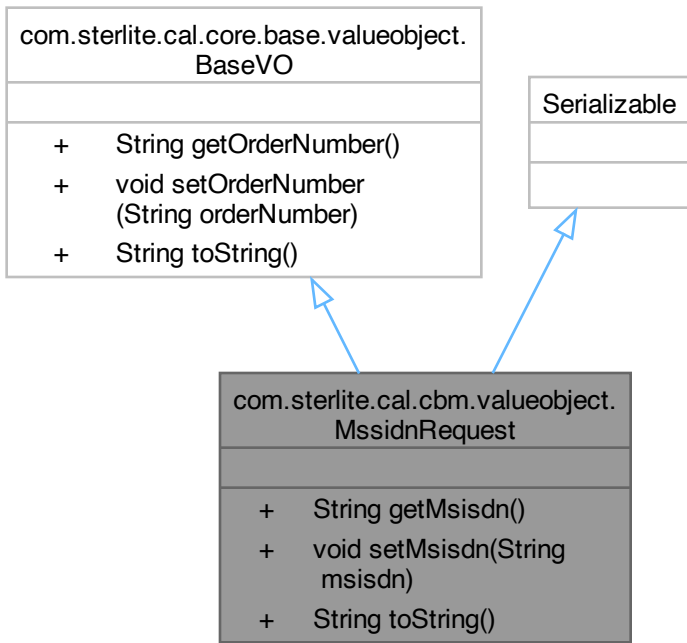 com.sterlite.cal.core.base.valueobject.
BaseVO
+ String getOrderNumber()
+ void setOrderNumber
(String orderNumber)
+ String toString()
Serializable
com.sterlite.cal.cbm.valueobject.
MssidnRequest
+ String getMsisdn()
+ void setMsisdn(String
msisdn)
+ String toString()